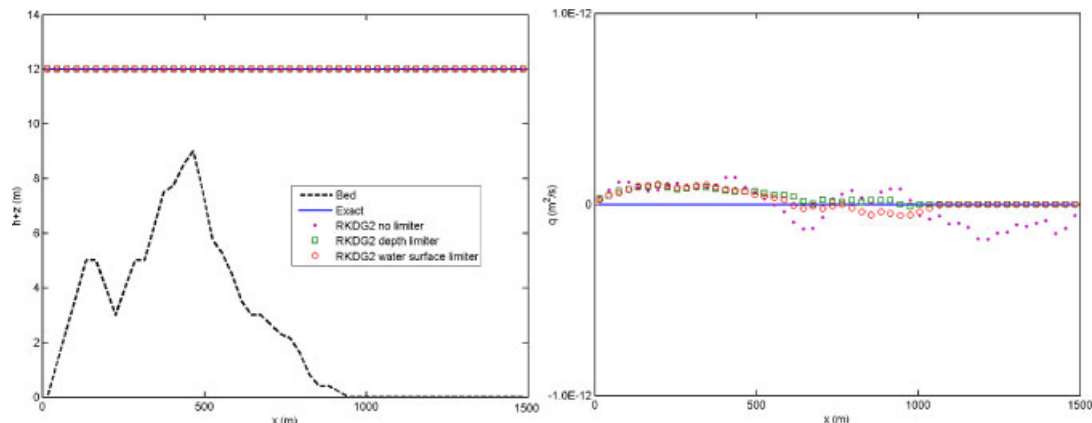 14
12
10
8
6
4
2
0
h+z (m)
Bed
Exact
RKDG2 no limiter
RKDG2 depth limiter
RKDG2 water surface limiter
0
500
1000
1500
x (m)
1.0E-12
0
-1.0E-12
q (m²/s)
0
500
1000
1500
x (m)